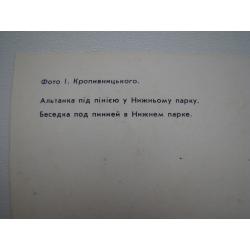 Фото І. Кропивницького.
Альтанка під пінією у Нижньому парку.
Беседка под пинией в Нижнем парке.